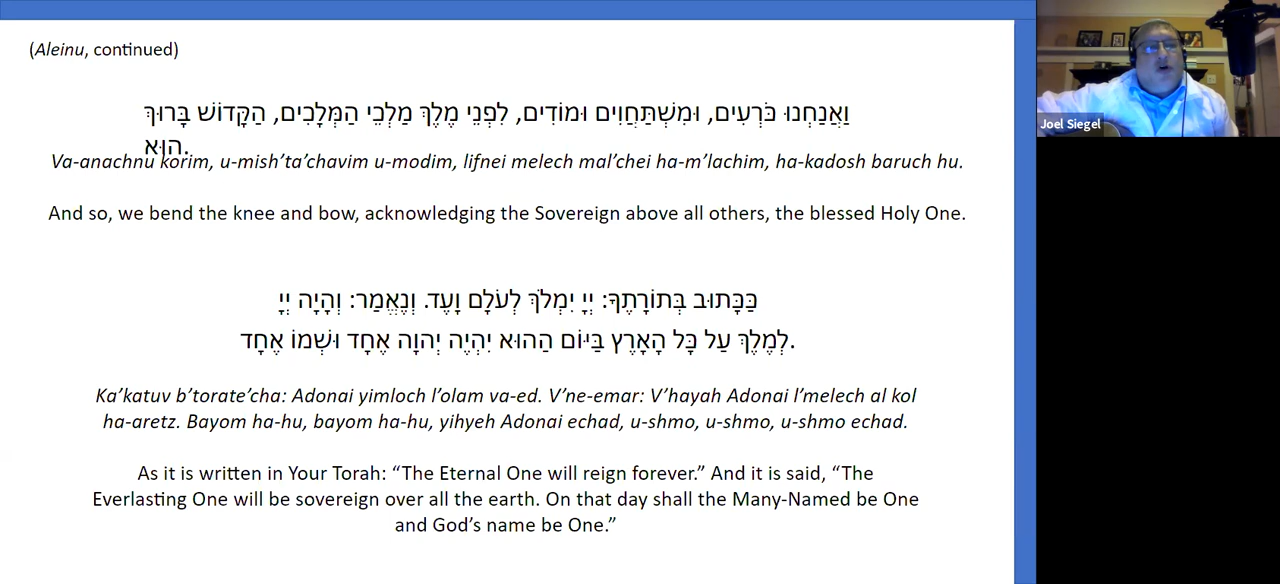 (Aleinu, continued)
וַאֲנַחְנוּ כֹּרְעִים, וּמִשְׁתַּחֲוִים וּמוֹדִים, לִפְנֵי מֶלֶךְ מַלְכֵי הַמְּלָכִים, הַקָּדוֹשׁ בָּרוּךְ
הוּא.
Va-anachnu korim, u-mish’ta’chavim u-modim, lifnei melech mal’chei ha-m’lachim, ha-kadosh baruch hu.
And so, we bend the knee and bow, acknowledging the Sovereign above all others, the blessed Holy One.
כַּכָּתוּב בְּתוֹרָתֶךָ: יְיָ יִמְלֹךְ לְעֹלָם וָעֶד. וְנֶאֱמַר: וְהָיָה יְיָ
לְמֶלֶךְ עַל כָּל הָאָרֶץ בַּיּוֹם הַהוּא יִהְיֶה יְהוָה אֶחָד וּשְׁמוֹ אֶחָד.
Ka’katuv b’torate’cha: Adonai yimloch l’olam va-ed. V’ne-emar: V’hayah Adonai l’melech al kol
ha-aretz. Bayom ha-hu, bayom ha-hu, yihyeh Adonai echad, u-shmo, u-shmo, u-shmo echad.
As it is written in Your Torah: “The Eternal One will reign forever.” And it is said, “The
Everlasting One will be sovereign over all the earth. On that day shall the Many-Named be One
and God’s name be One.”
Joel Siegel